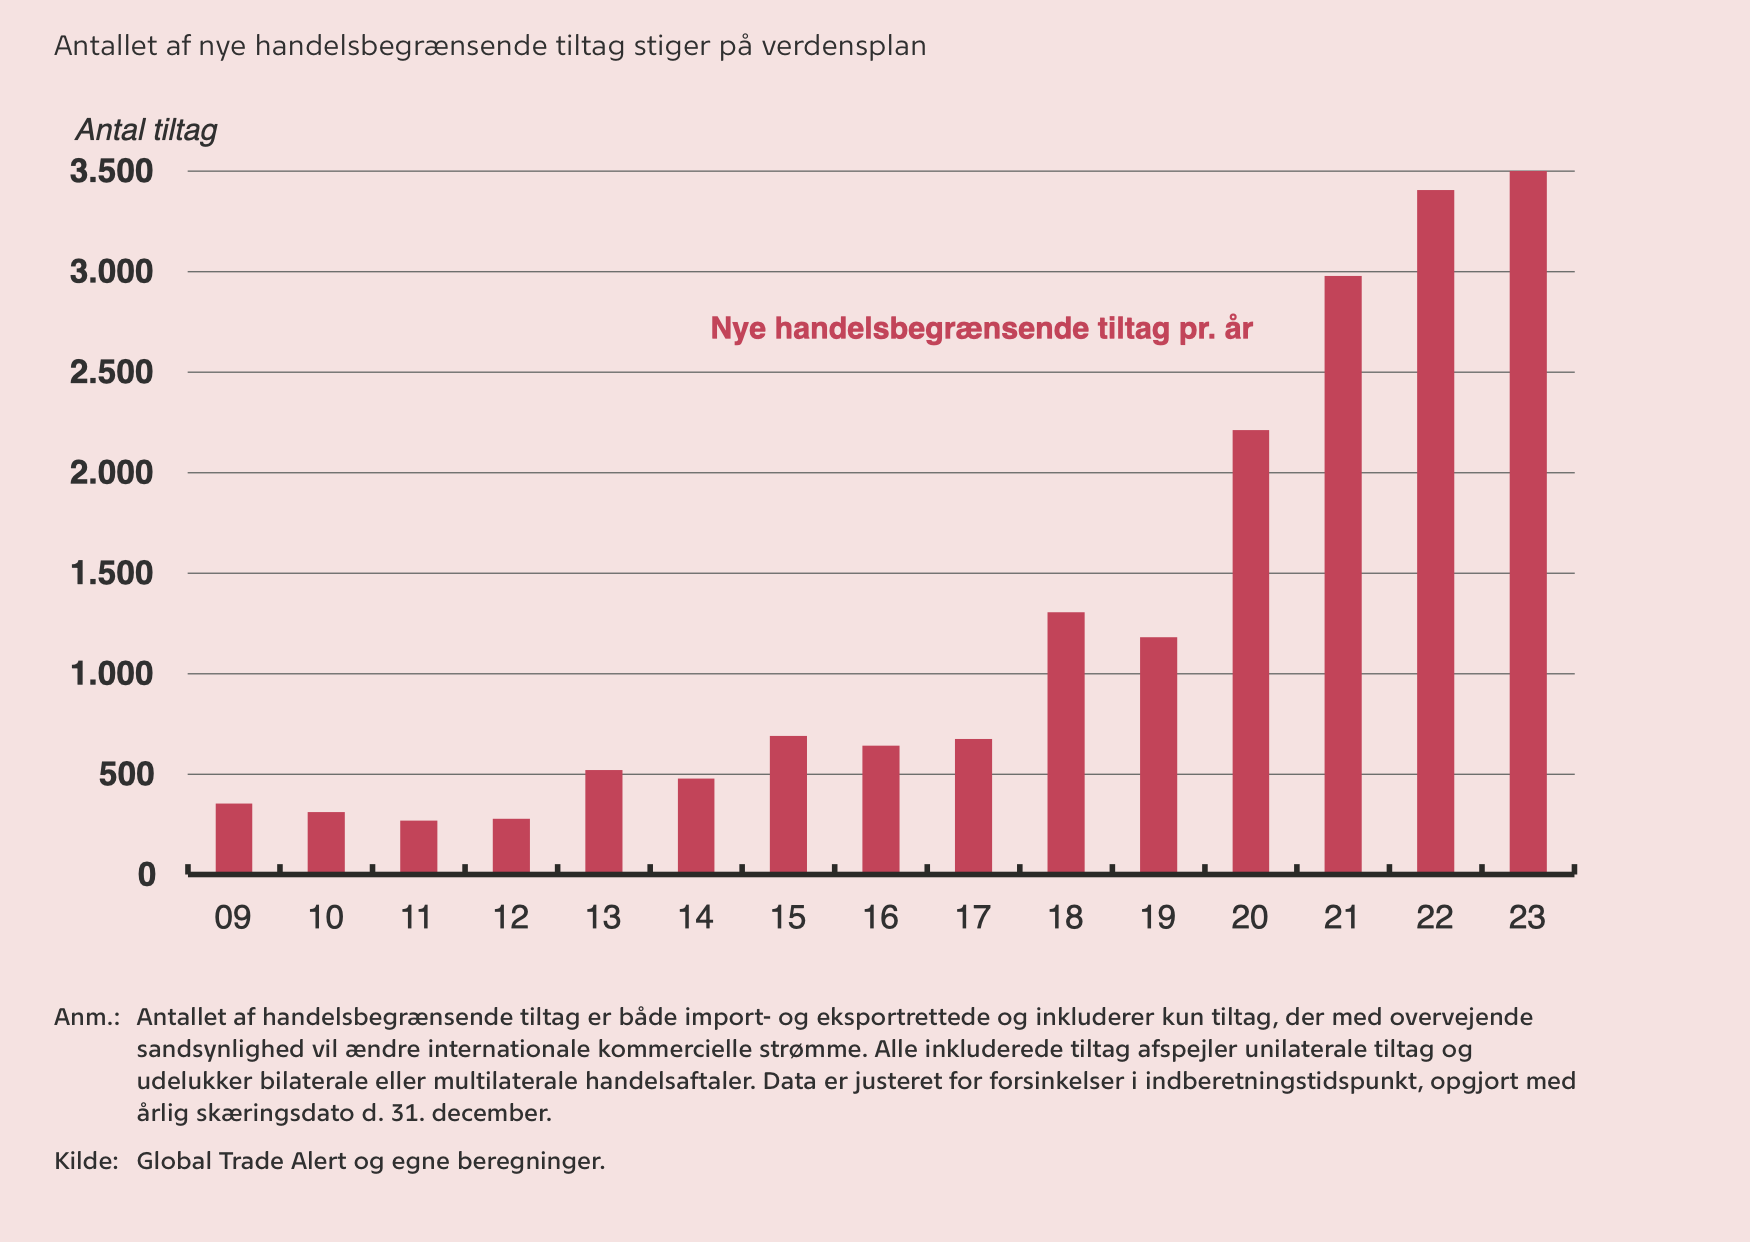 Antallet af nye handelsbegrænsende tiltag stiger på verdensplan
Antal tiltag
3.500
3.000
2.500
2.000
1.500
1.000
500
0
Nye handelsbegrænsende tiltag pr. år
09 10 11 12 13 14 15 16 17 18 19 20 21 22 23
Anm.: Antallet af handelsbegrænsende tiltag er både import- og eksportrettede og inkluderer kun tiltag, der med overvejende
sandsynlighed vil ændre internationale kommercielle strømme. Alle inkluderede tiltag afspejler unilaterale tiltag og
udelukker bilaterale eller multilaterale handelsaftaler. Data er justeret for forsinkelser i indberetningstidspunkt, opgjort med
årlig skæringsdato d. 31. december.
Kilde: Global Trade Alert og egne beregninger.